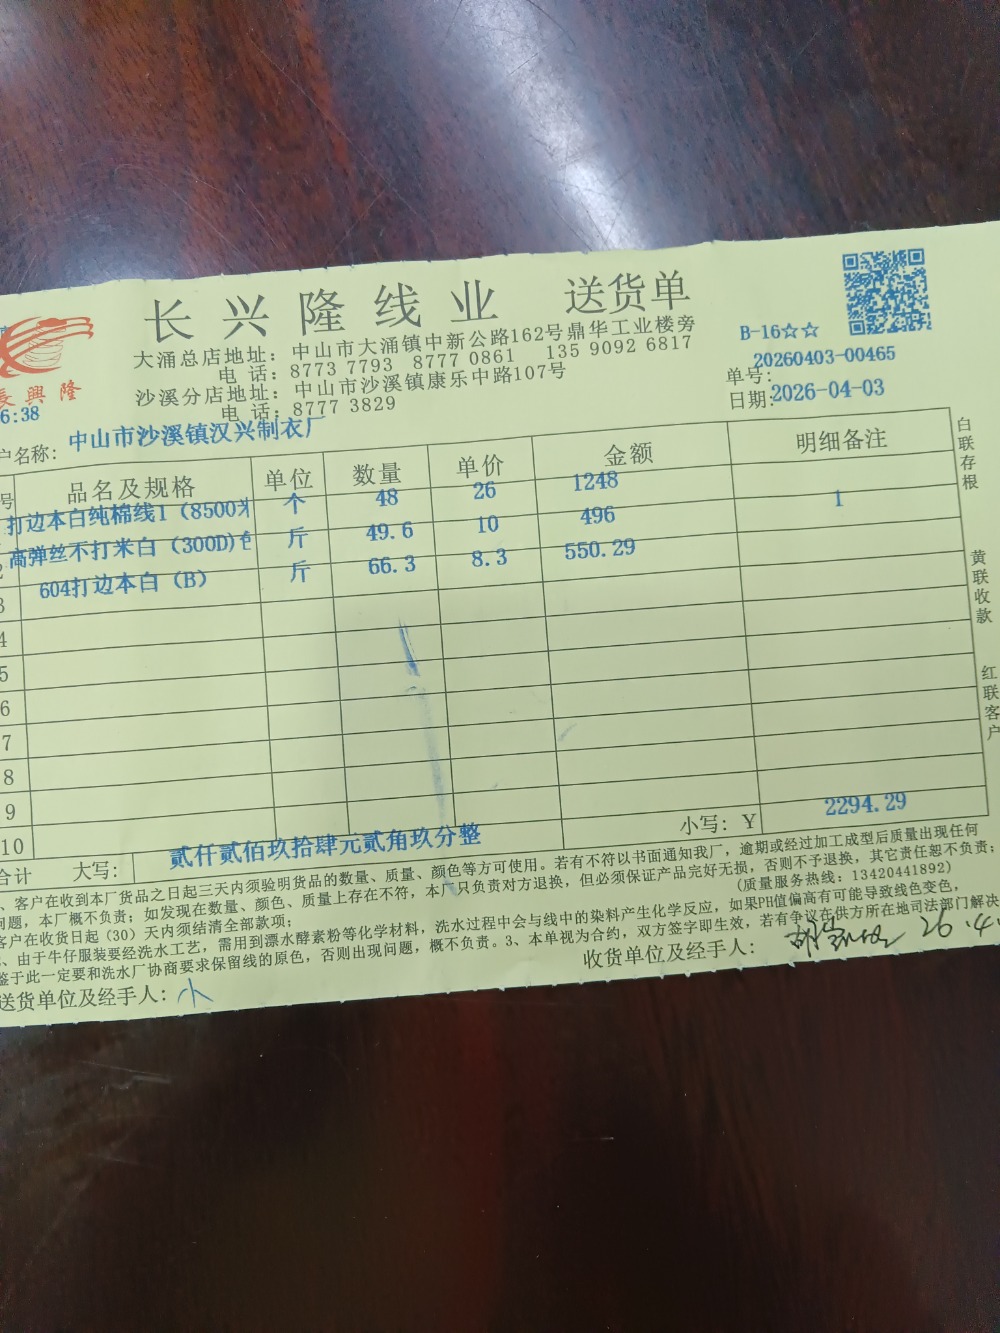 长兴隆线业 送货单
大涌总店地址：中山市大涌镇中新公路162号鼎华工业楼旁
电 话：8773 7793 8777 0861 135 9092 6817
沙溪分店地址：中山市沙溪镇康乐中路107号
电 话：8777 3829
B-16☆☆
20260403-00465
单号：
日期：2026-04-03
長興隆
6:38
户名称：中山市沙溪镇汉兴制衣厂
号 品名及规格 单位 数量 单价 金额 明细备注
打边本白纯棉线1（8500米 个 48 26 1248 1
2 高弹丝不打米白（300D)色 斤 49.6 10 496
3 604打边本白（B） 斤 66.3 8.3 550.29
4
5
6
7
8
9
10
合计 大写：贰仟贰佰玖拾肆元贰角玖分整 小写：Y 2294.29
白联存根
黄联收款
红联客户
、客户在收到本厂货品之日起三天内须验明货品的数量、质量、颜色等方可使用。若有不符以书面通知我厂，逾期或经过加工成型后质量出现任何
问题，本厂概不负责；如发现在数量、颜色、质量上存在不符，本厂只负责对方退换，但必须保证产品完好无损，否则不予退换，其它责任恕不负责；
客户在收货日起（30）天内须结清全部款项；（质量服务热线：13420441892）
、由于牛仔服装要经洗水工艺，需用到漂水酵素粉等化学材料，洗水过程中会与线中的染料产生化学反应，如果PH值偏高有可能导致线色变色，
鉴于此一定要和洗水厂协商要求保留线的原色，否则出现问题，概不负责。3、本单视为合约，双方签字即生效，若有争议在供方所在地司法部门解决
送货单位及经手人：小
收货单位及经手人： 26.4